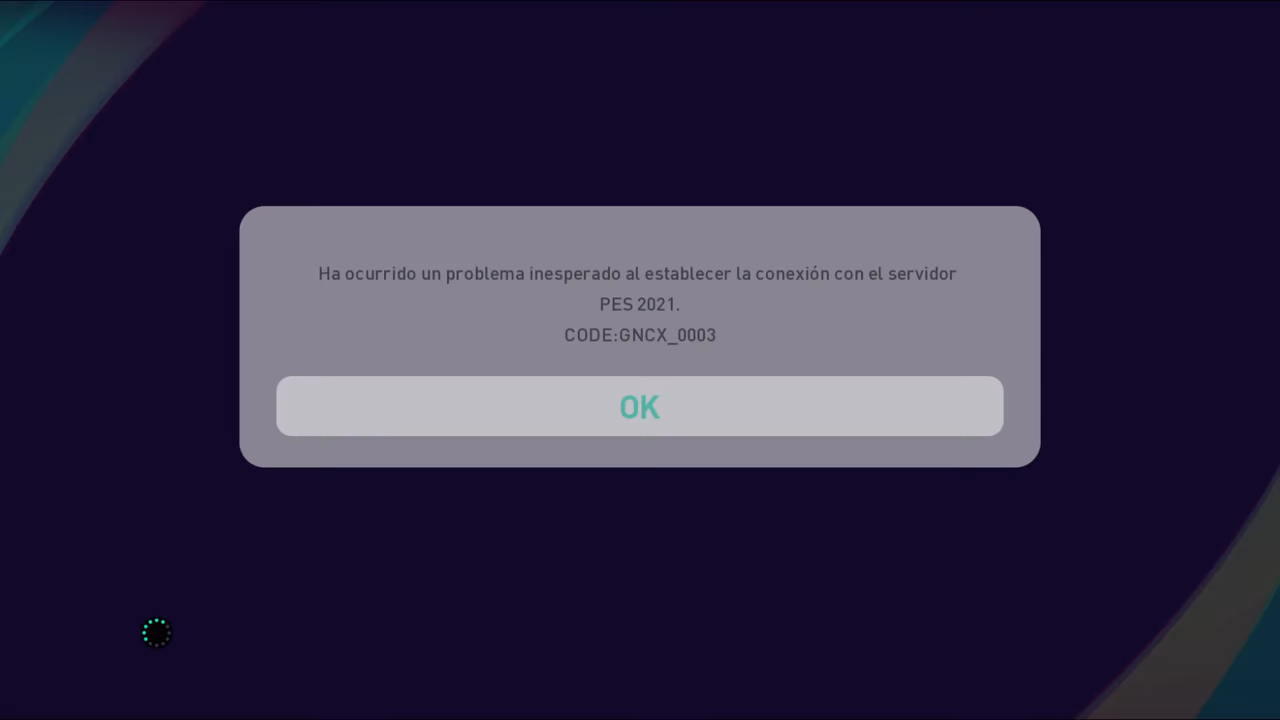 Ha ocurrido un problema inesperado al establecer la conexión con el servidor
PES 2021.
CODE:GNCX_0003
OK